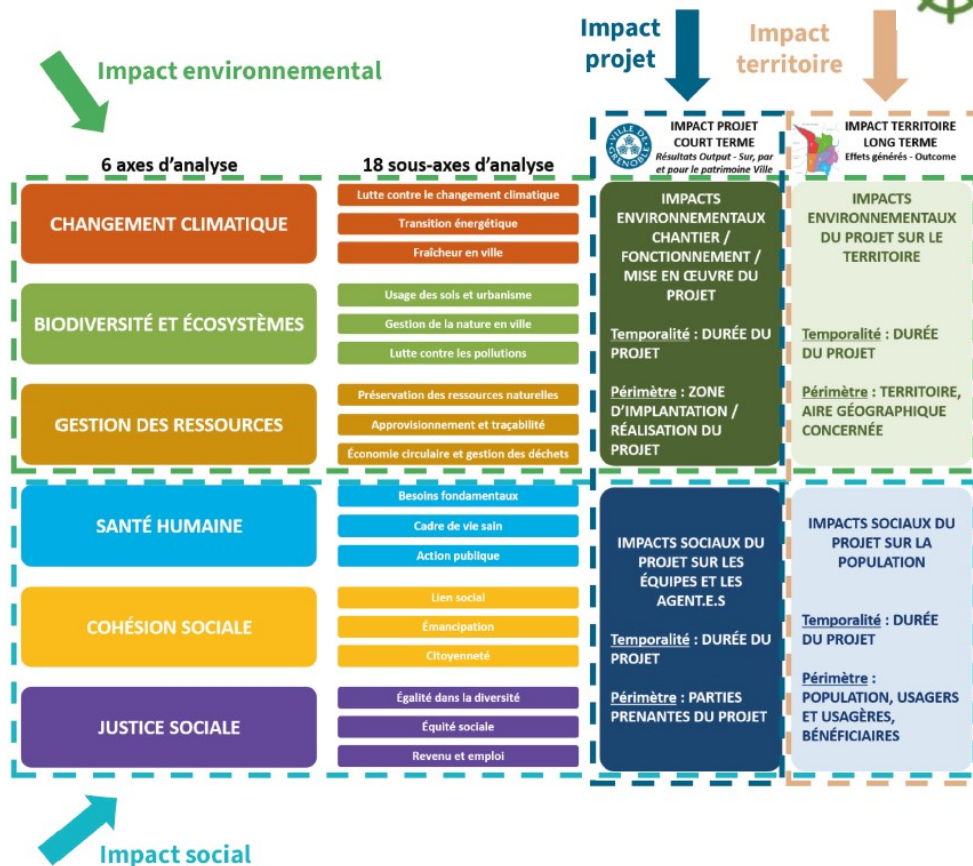 Impact environnemental
Impact
projet
Impact
territoire
6 axes d'analyse
18 sous-axes d'analyse
VILLE DE
GRENOBLE
IMPACT PROJET
COURT TERME
Résultats Output - Sur, par
et pour le patrimoine Ville
IMPACT TERRITOIRE
LONG TERME
Effets générés - Outcome
CHANGEMENT CLIMATIQUE
Lutte contre le changement climatique
Transition énergétique
Fraîcheur en ville
BIODIVERSITÉ ET ÉCOSYSTÈMES
Usage des sols et urbanisme
Gestion de la nature en ville
Lutte contre les pollutions
GESTION DES RESSOURCES
Préservation des ressources naturelles
Approvisionnement et traçabilité
Économie circulaire et gestion des déchets
IMPACTS
ENVIRONNEMENTAUX
CHANTIER /
FONCTIONNEMENT /
MISE EN ŒUVRE DU
PROJET
Temporalité : DURÉE DU
PROJET
Périmètre : ZONE
D'IMPLANTATION /
RÉALISATION DU
PROJET
IMPACTS
ENVIRONNEMENTAUX
DU PROJET SUR LE
TERRITOIRE
Temporalité : DURÉE
DU PROJET
Périmètre : TERRITOIRE,
AIRE GÉOGRAPHIQUE
CONCERNÉE
SANTÉ HUMAINE
Besoins fondamentaux
Cadre de vie sain
Action publique
COHÉSION SOCIALE
Lien social
Émancipation
Citoyenneté
JUSTICE SOCIALE
Égalité dans la diversité
Équité sociale
Revenu et emploi
IMPACTS SOCIAUX DU
PROJET SUR LES
ÉQUIPES ET LES
AGENT.E.S
Temporalité : DURÉE DU
PROJET
Périmètre : PARTIES
PRENANTES DU PROJET
IMPACTS SOCIAUX DU
PROJET SUR LA
POPULATION
Temporalité : DURÉE
DU PROJET
Périmètre :
POPULATION, USAGERS
ET USAGÈRES,
BÉNÉFICIAIRES
Impact social